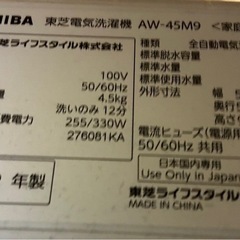 HIBA 東芝電気洗濯機 AW-45M9 <家庭
東芝ライフスタイル株式会社
100V
50/60Hz
4.5kg
洗いのみ 12分
費電力 255/330W
276081KA
年製
種類 全自動電気
標準脱水容量
標準水量
標準使用水量
外形寸法 幅
奥行
高さ
電流ヒューズ(電源用
50/60Hz 共用
日本国内専用
Use Only in Japan
東芝ライフスタイル
MADE IN CHINA